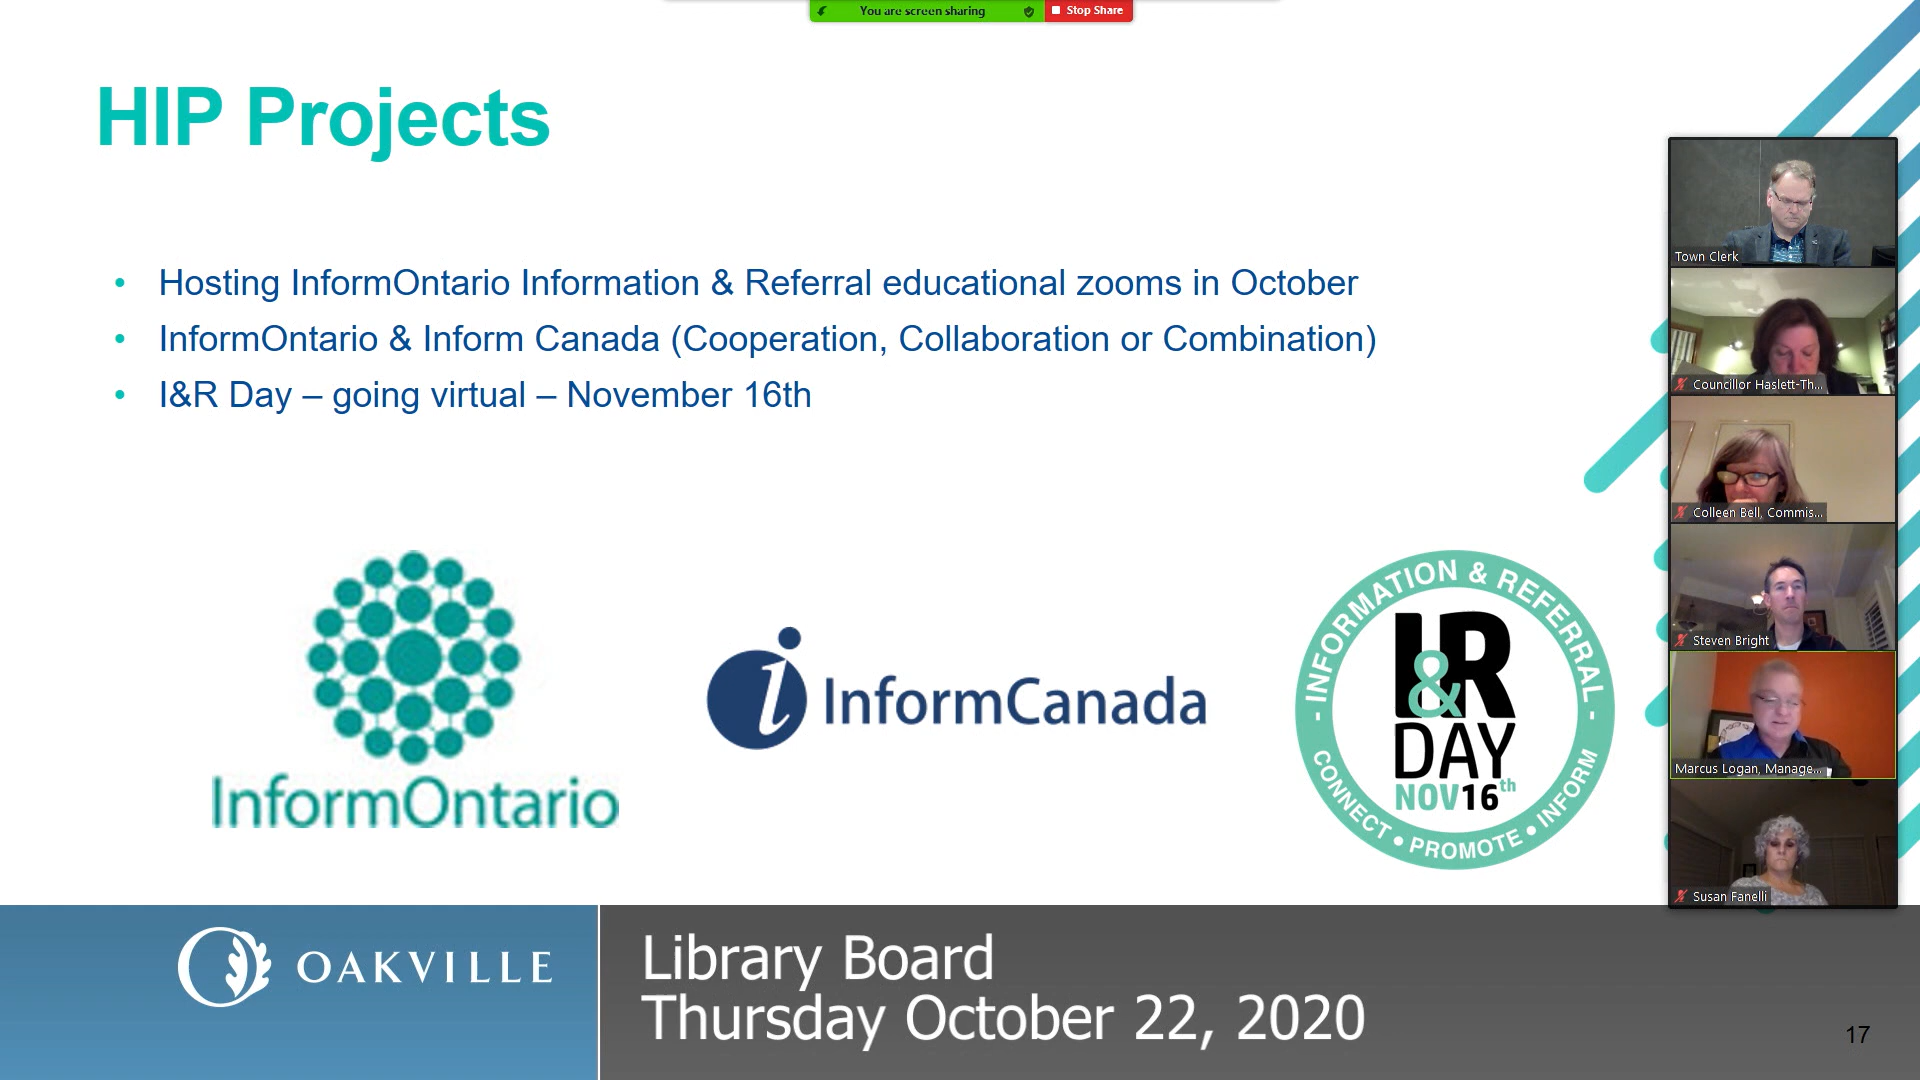 You are screen sharing
Stop Share
HIP Projects
• Hosting InformOntario Information & Referral educational zooms in October
• InformOntario & Inform Canada (Cooperation, Collaboration or Combination)
• I&R Day – going virtual – November 16th
InformOntario
i InformCanada
- INFORMATION & REFERRAL -
I&R
DAY
NOV16th
CONNECT • PROMOTE • INFORM
Town Clerk
Councillor Haslett-Th...
Colleen Bell, Commis...
Steven Bright
Marcus Logan, Manage...
Susan Fanelli
OAKVILLE
Library Board
Thursday October 22, 2020
17